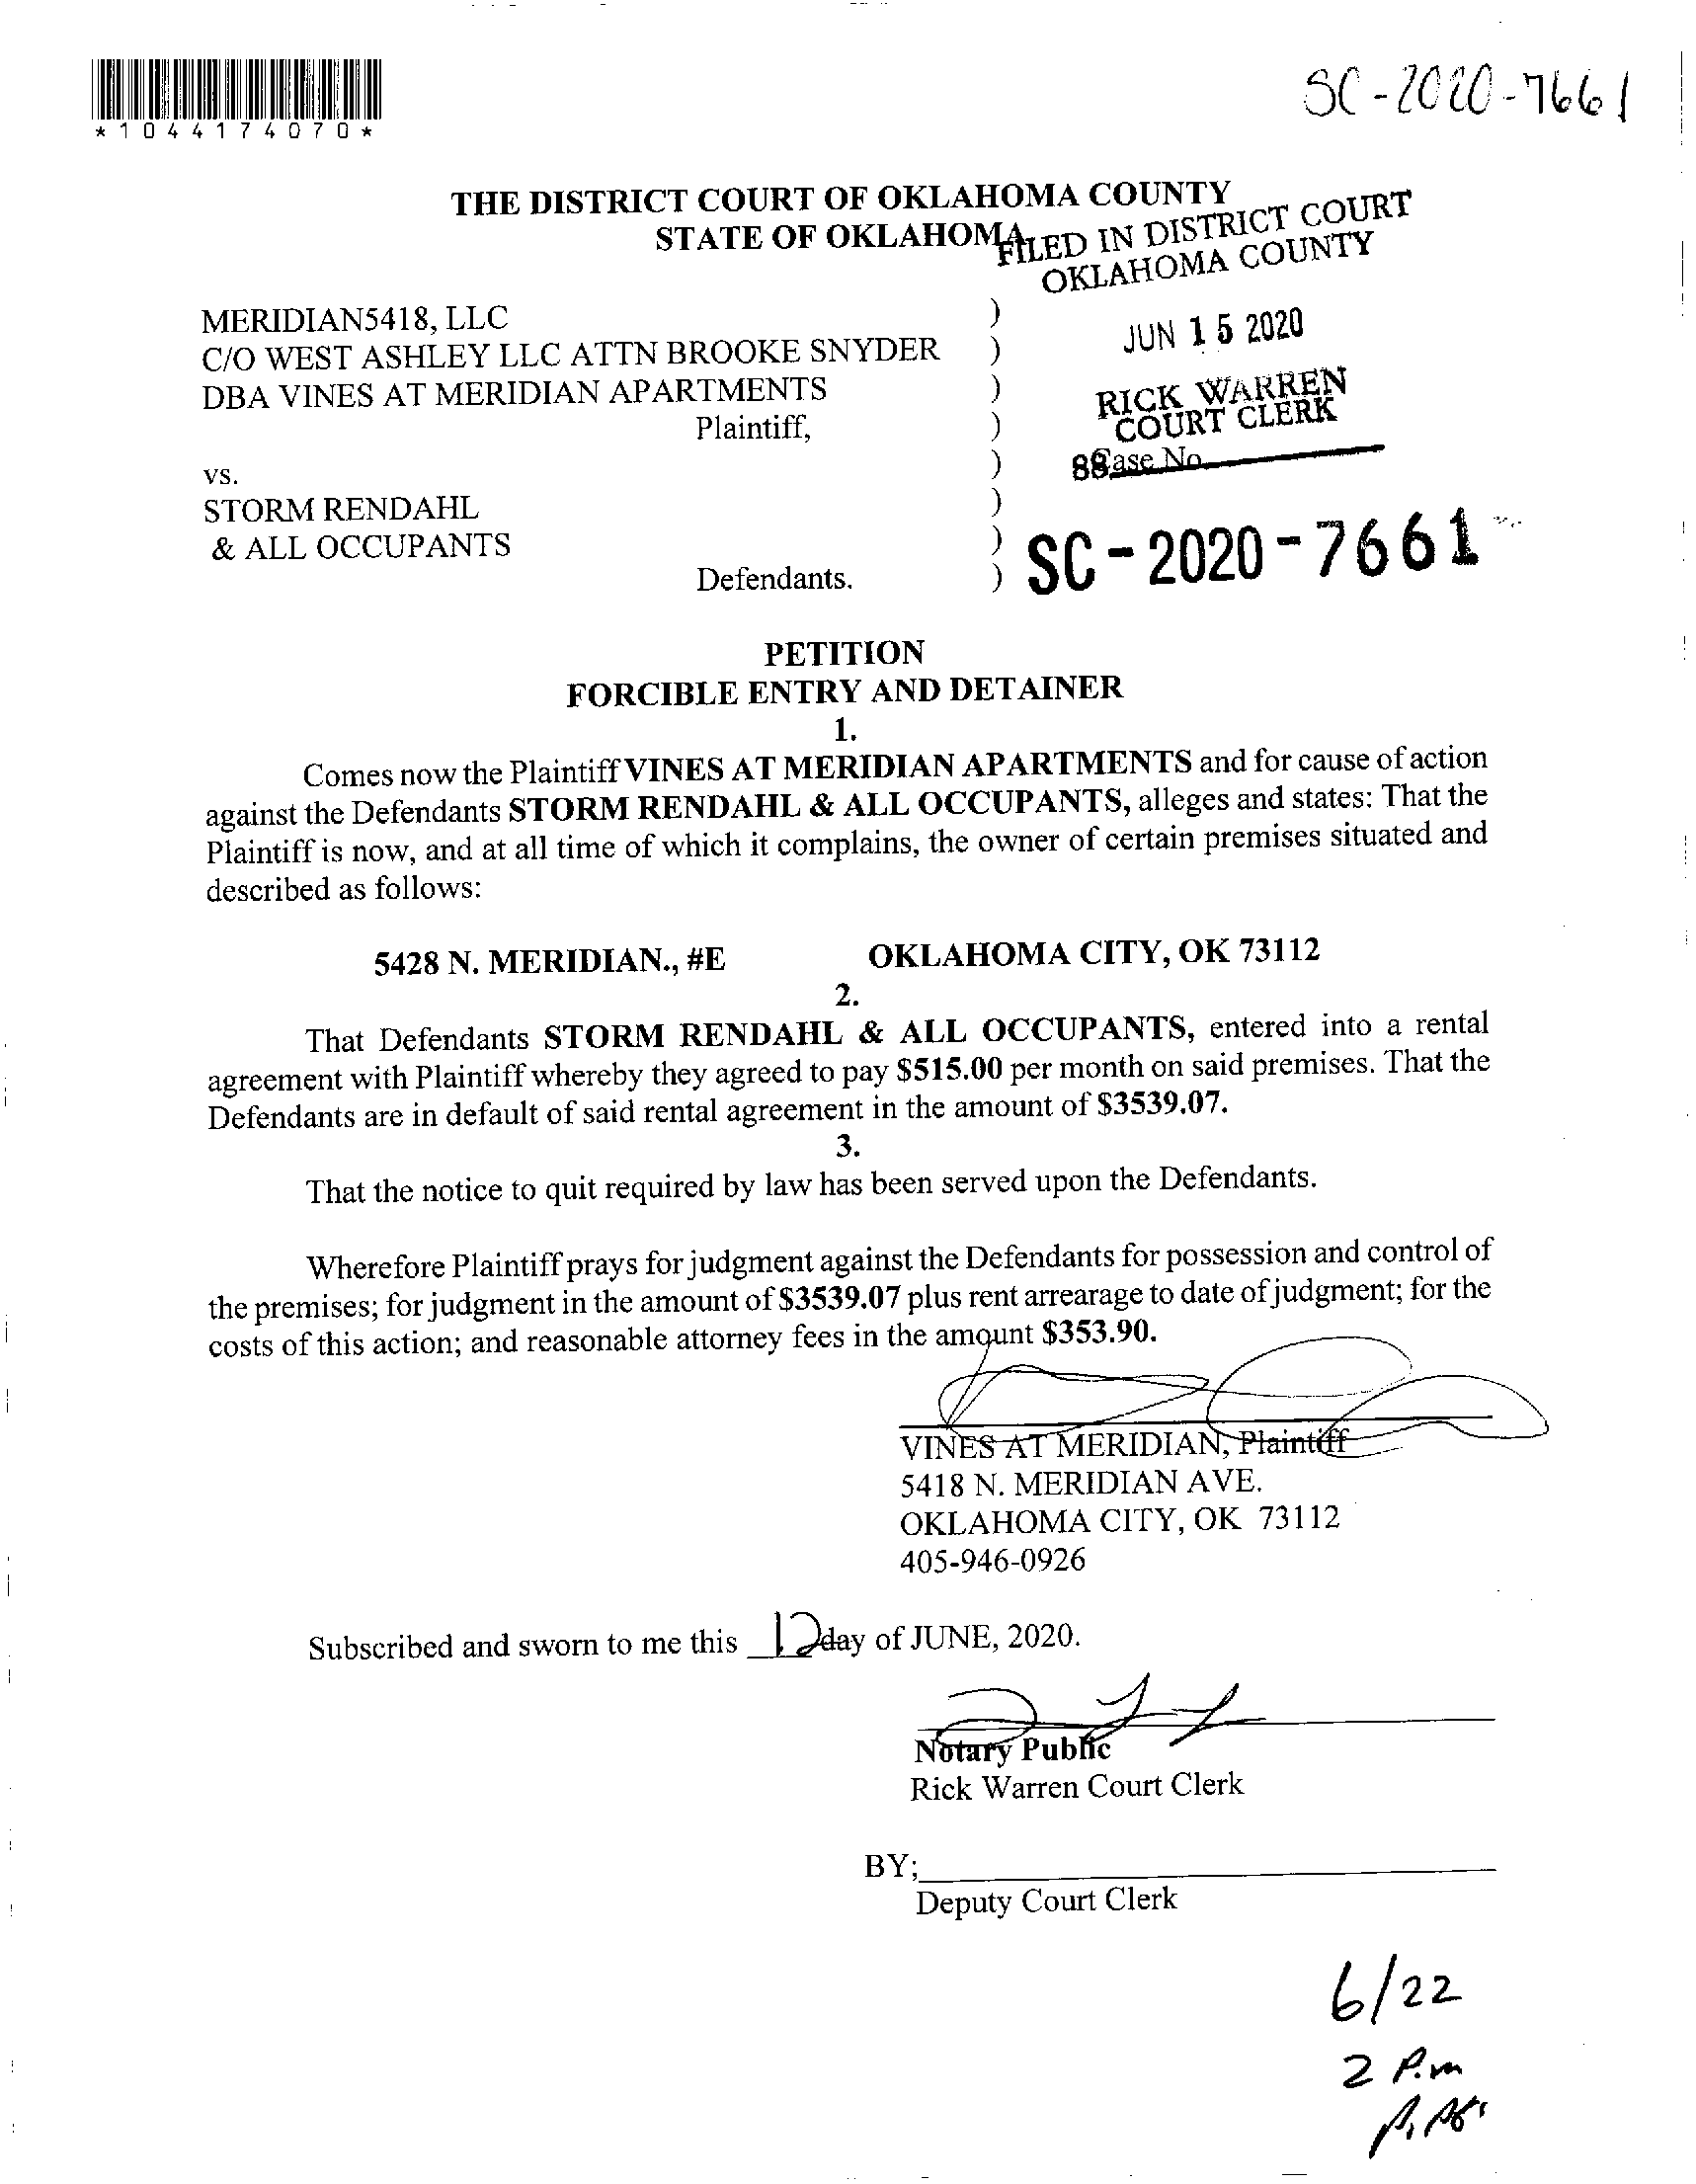 SC-2020-7661
*1044174070*
THE DISTRICT COURT OF OKLAHOMA COUNTY
STATE OF OKLAHOMA
FILED IN DISTRICT COURT
OKLAHOMA COUNTY
JUN 15 2020
RICK WARREN
COURT CLERK
88
Case No.
SC-2020-7661
MERIDIAN5418, LLC )
C/O WEST ASHLEY LLC ATTN BROOKE SNYDER )
DBA VINES AT MERIDIAN APARTMENTS )
Plaintiff, )
vs. )
STORM RENDAHL )
& ALL OCCUPANTS )
Defendants. )
PETITION
FORCIBLE ENTRY AND DETAINER
1.
Comes now the Plaintiff VINES AT MERIDIAN APARTMENTS and for cause of action
against the Defendants STORM RENDAHL & ALL OCCUPANTS, alleges and states: That the
Plaintiff is now, and at all time of which it complains, the owner of certain premises situated and
described as follows:
5428 N. MERIDIAN., #E OKLAHOMA CITY, OK 73112
2.
That Defendants STORM RENDAHL & ALL OCCUPANTS, entered into a rental
agreement with Plaintiff whereby they agreed to pay $515.00 per month on said premises. That the
Defendants are in default of said rental agreement in the amount of $3539.07.
3.
That the notice to quit required by law has been served upon the Defendants.
Wherefore Plaintiff prays for judgment against the Defendants for possession and control of
the premises; for judgment in the amount of $3539.07 plus rent arrearage to date of judgment; for the
costs of this action; and reasonable attorney fees in the amount $353.90.
VINES AT MERIDIAN, Plaintiff
5418 N. MERIDIAN AVE.
OKLAHOMA CITY, OK 73112
405-946-0926
Subscribed and sworn to me this 12 day of JUNE, 2020.
Notary Public
Rick Warren Court Clerk
BY;
Deputy Court Clerk
6/22
2 P.m